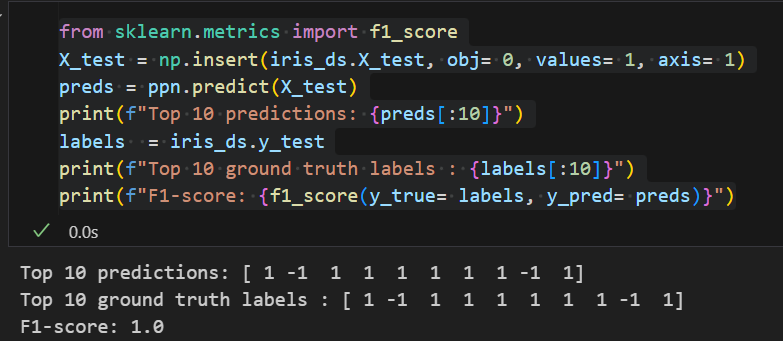 from sklearn.metrics import f1_score
X_test = np.insert(iris_ds.X_test, obj= 0, values= 1, axis= 1)
preds = ppn.predict(X_test)
print(f"Top 10 predictions: {preds[:10]}")
labels  = iris_ds.y_test
print(f"Top 10 ground truth labels : {labels[:10]}")
print(f"F1-score: {f1_score(y_true= labels, y_pred= preds)}")
0.0s
Top 10 predictions: [ 1 -1  1  1  1  1  1  1 -1  1]
Top 10 ground truth labels : [ 1 -1  1  1  1  1  1  1 -1  1]
F1-score: 1.0